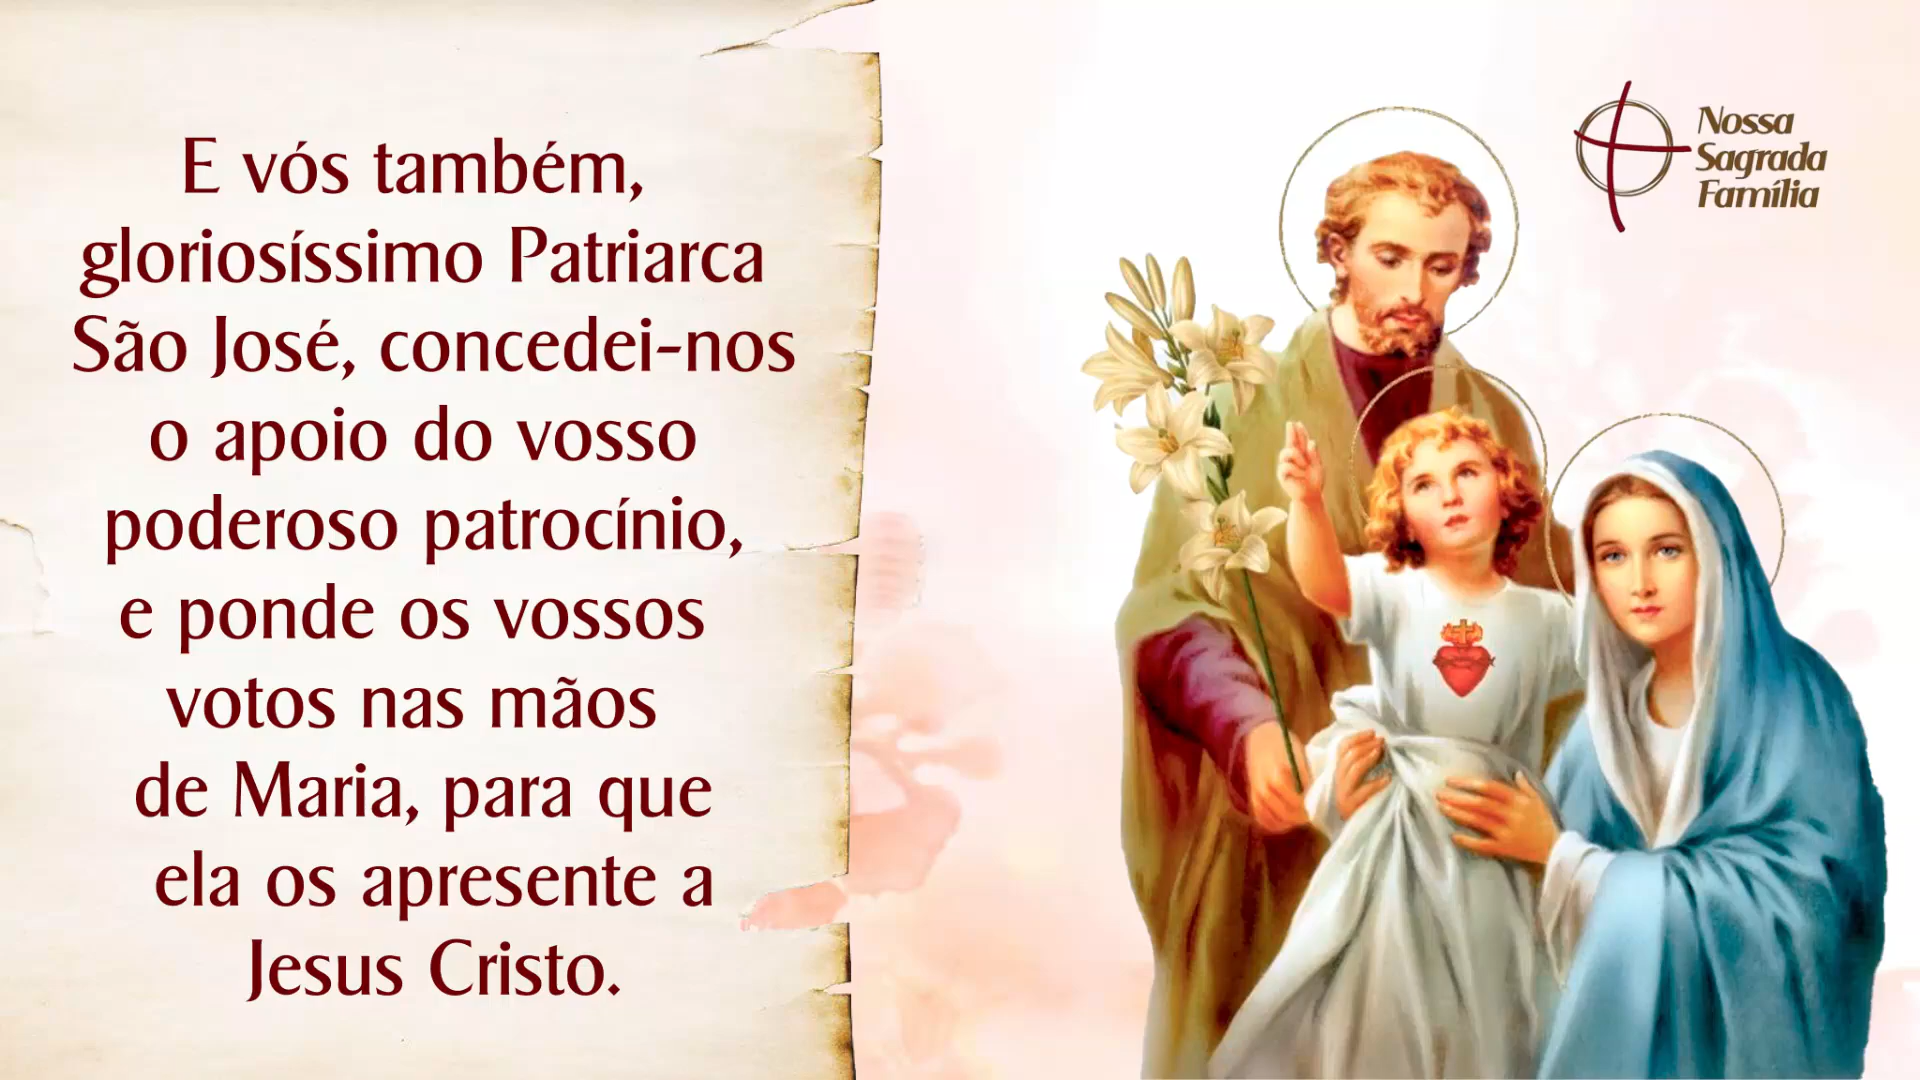 E vós também,
gloriosíssimo Patriarca
São José, concedei-nos
o apoio do vosso
poderoso patrocínio,
e ponde os vossos
votos nas mãos
de Maria, para que
ela os apresente a
Jesus Cristo.
Nossa
Sagrada
Família